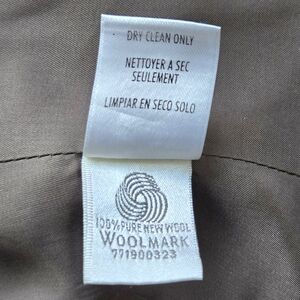 DRY CLEAN ONLY
NETTOYER A SEC
SEULEMENT
LIMPIAR EN SECO SOLO
100% PURE NEW WOOL
WOOLMARK
771900323